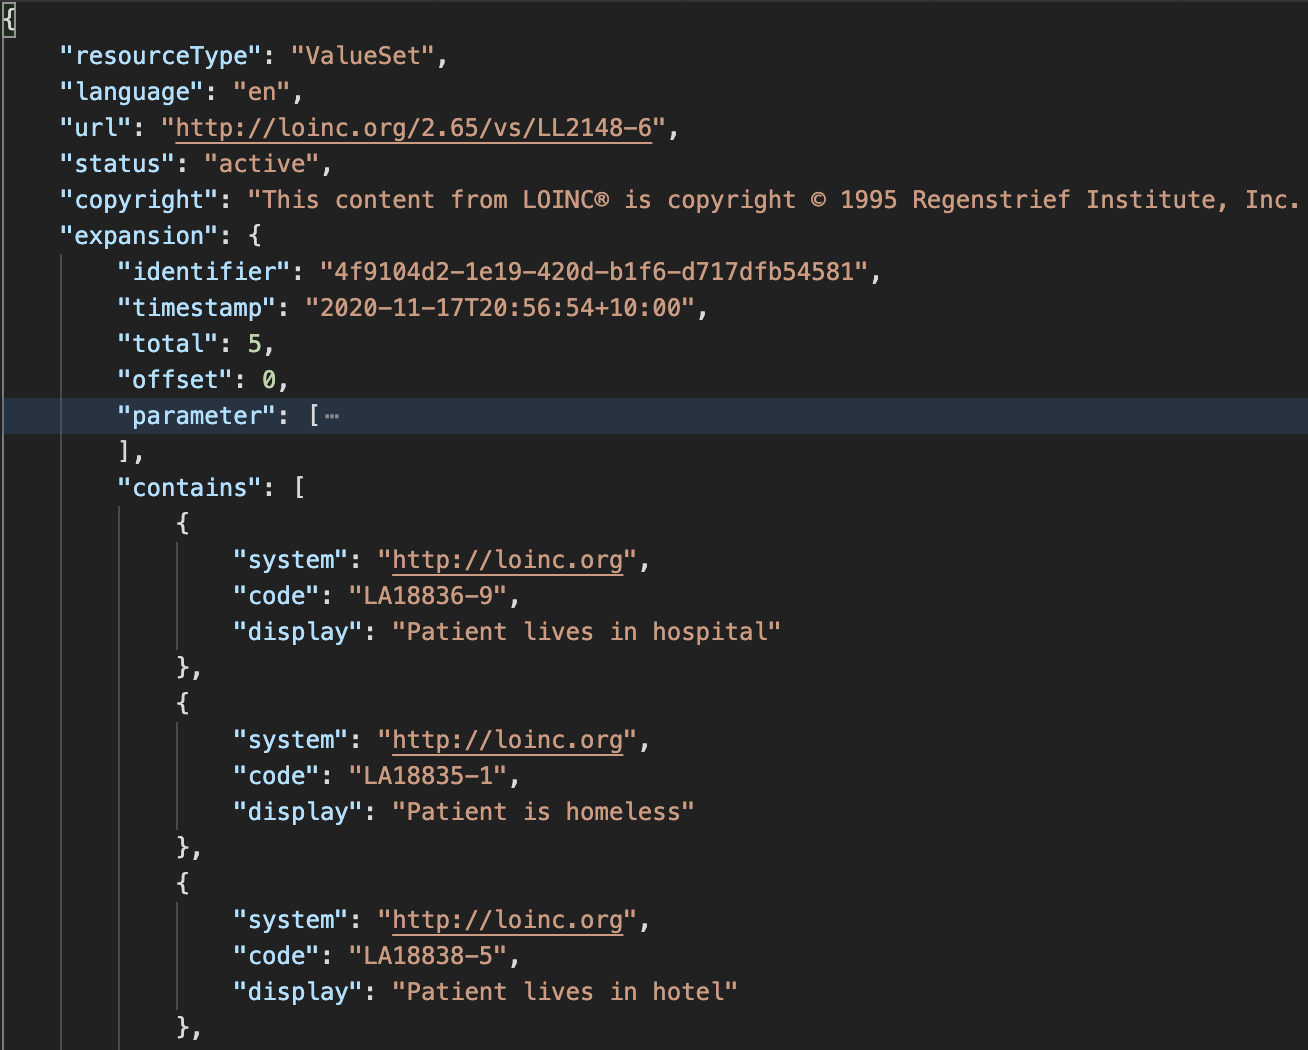 {
    "resourceType": "ValueSet",
    "language": "en",
    "url": "http://loinc.org/2.65/vs/LL2148-6",
    "status": "active",
    "copyright": "This content from LOINC® is copyright © 1995 Regenstrief Institute, Inc.
    "expansion": {
        "identifier": "4f9104d2-1e19-420d-b1f6-d717dfb54581",
        "timestamp": "2020-11-17T20:56:54+10:00",
        "total": 5,
        "offset": 0,
        "parameter": [⋯
        ],
        "contains": [
            {
                "system": "http://loinc.org",
                "code": "LA18836-9",
                "display": "Patient lives in hospital"
            },
            {
                "system": "http://loinc.org",
                "code": "LA18835-1",
                "display": "Patient is homeless"
            },
            {
                "system": "http://loinc.org",
                "code": "LA18838-5",
                "display": "Patient lives in hotel"
            },